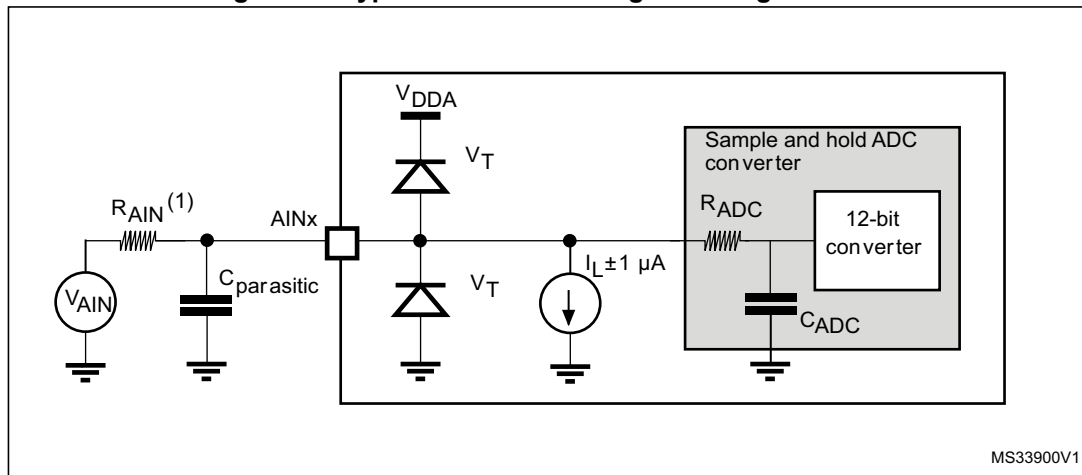 V_DDA
V_T
Sample and hold ADC
converter
R_AIN (1)
AINx
R_ADC
12-bit
converter
I_L±1 µA
V_AIN
C_parasitic
V_T
C_ADC
MS33900V1